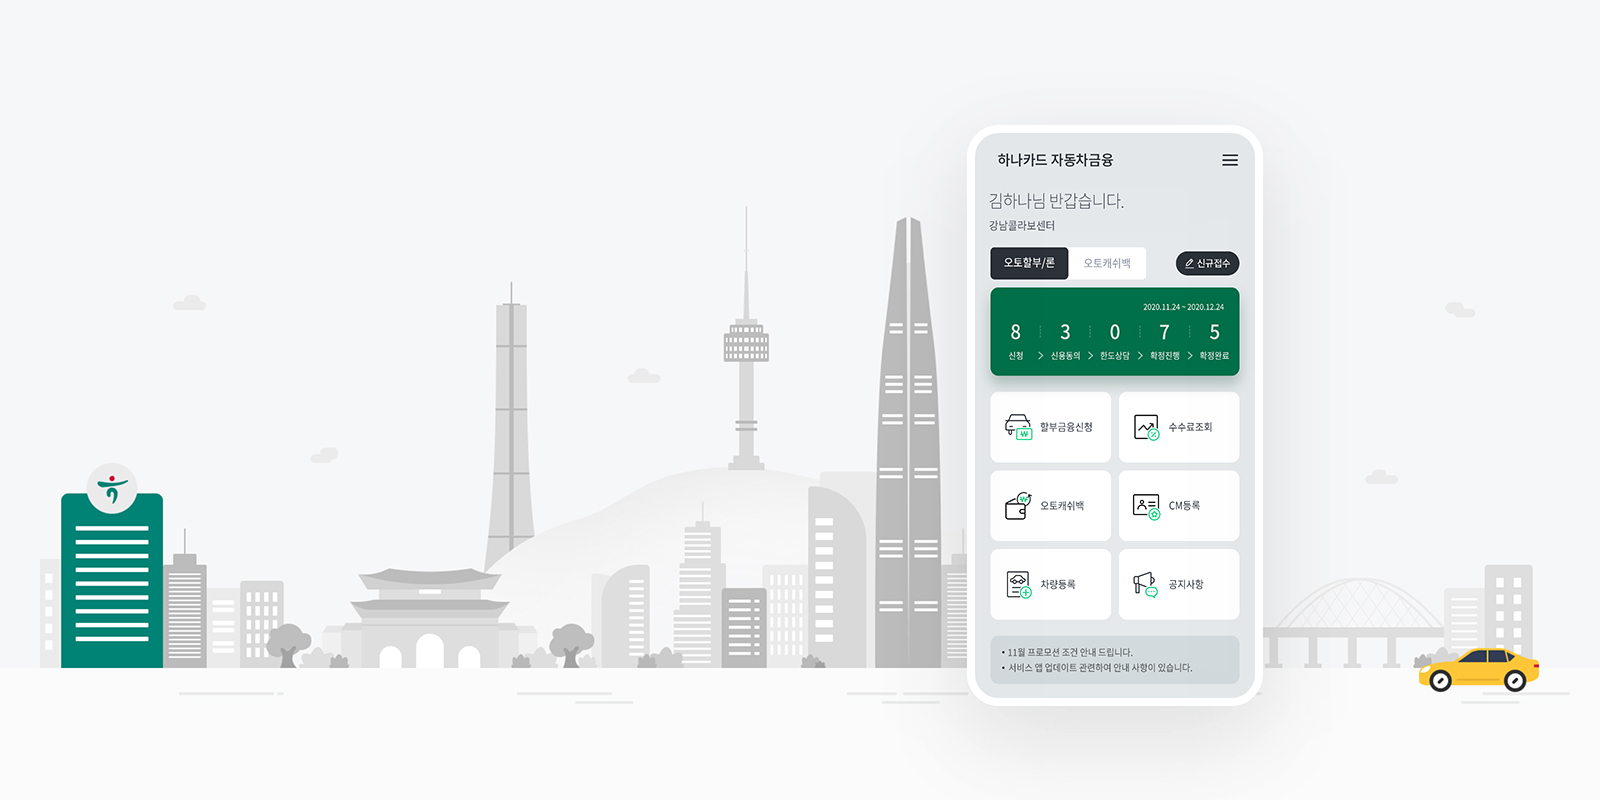 하나카드 자동차금융
김하나님 반갑습니다.
강남콜라보센터
오토할부/론 오토캐쉬백 신규접수
2020.11.24 ~ 2020.12.24
8 3 0 7 5
신청 신용동의 한도상담 확정진행 확정완료
할부금융신청 수수료조회
오토캐쉬백 CM등록
차량등록 공지사항
• 11월 프로모션 조건 안내 드립니다.
• 서비스 앱 업데이트 관련하여 안내 사항이 있습니다.